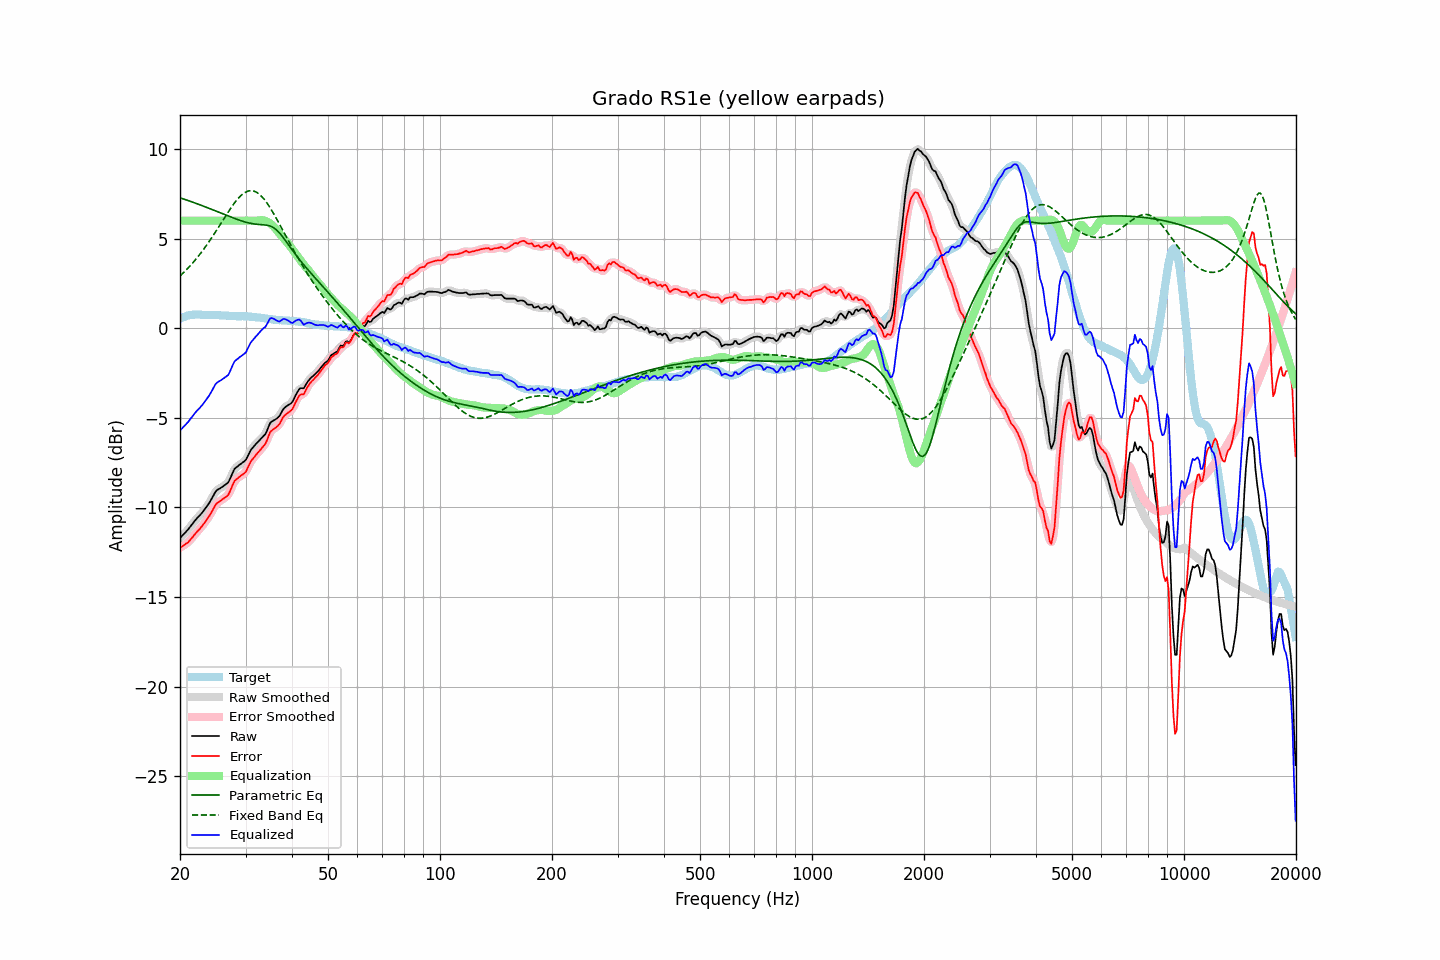 Grado RS1e (yellow earpads)
10
5
0
−5
−10
−15
−20
−25
Amplitude (dBr)
Target
Raw Smoothed
Error Smoothed
Raw
Error
Equalization
Parametric Eq
Fixed Band Eq
Equalized
20 50 100 200 500 1000 2000 5000 10000 20000
Frequency (Hz)